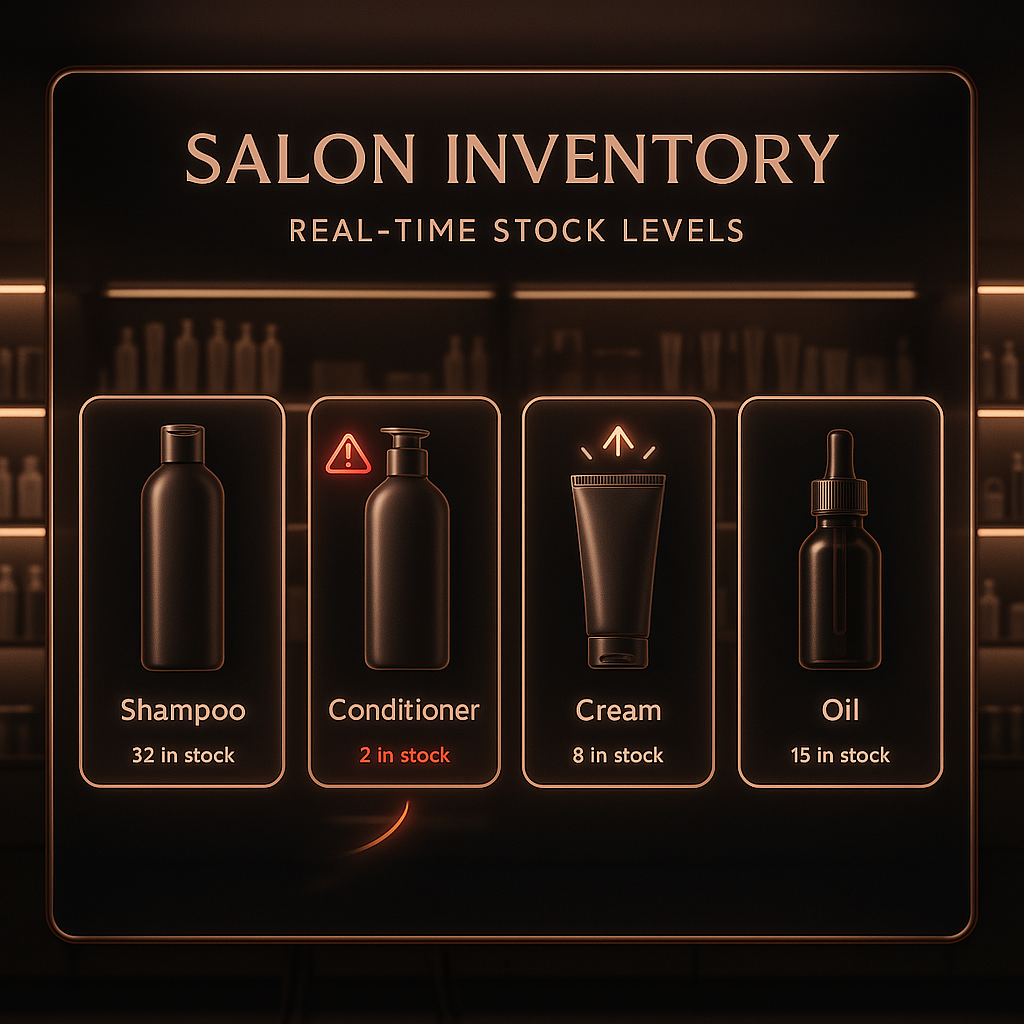 SALON INVENTORY
REAL-TIME STOCK LEVELS
Shampoo
32 in stock
Conditioner
2 in stock
Cream
8 in stock
Oil
15 in stock